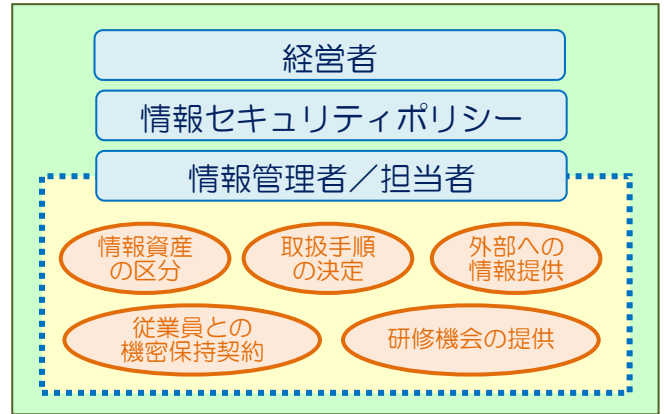 経営者
情報セキュリティポリシー
情報管理者／担当者
情報資産
の区分
取扱手順
の決定
外部への
情報提供
従業員との
機密保持契約
研修機会の提供